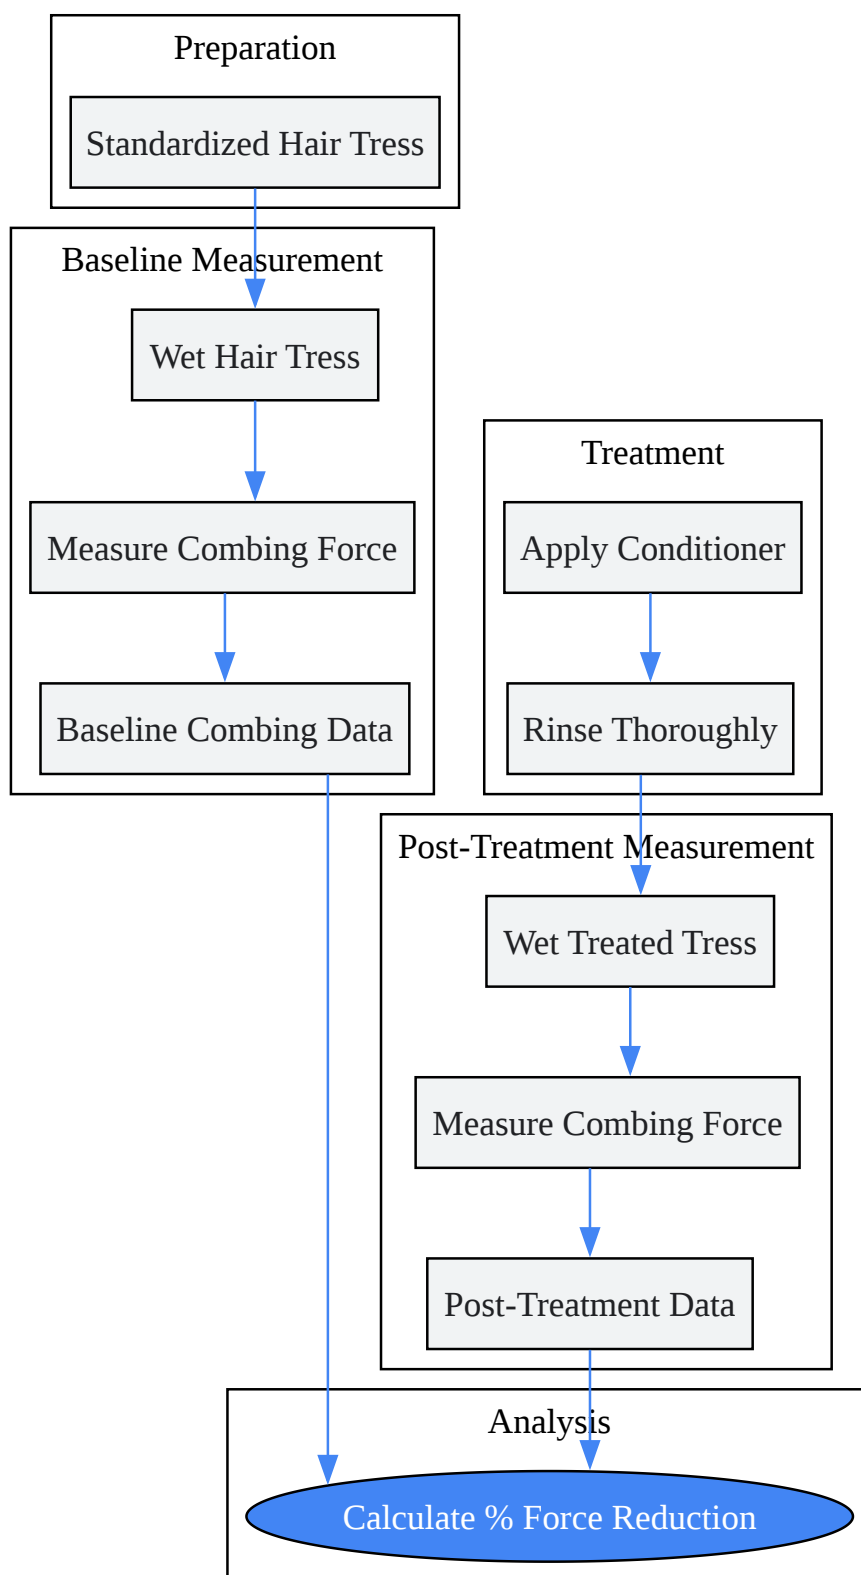 Preparation
Standardized Hair Tress
Baseline Measurement
Wet Hair Tress
Measure Combing Force
Baseline Combing Data
Treatment
Apply Conditioner
Rinse Thoroughly
Post-Treatment Measurement
Wet Treated Tress
Measure Combing Force
Post-Treatment Data
Analysis
Calculate % Force Reduction